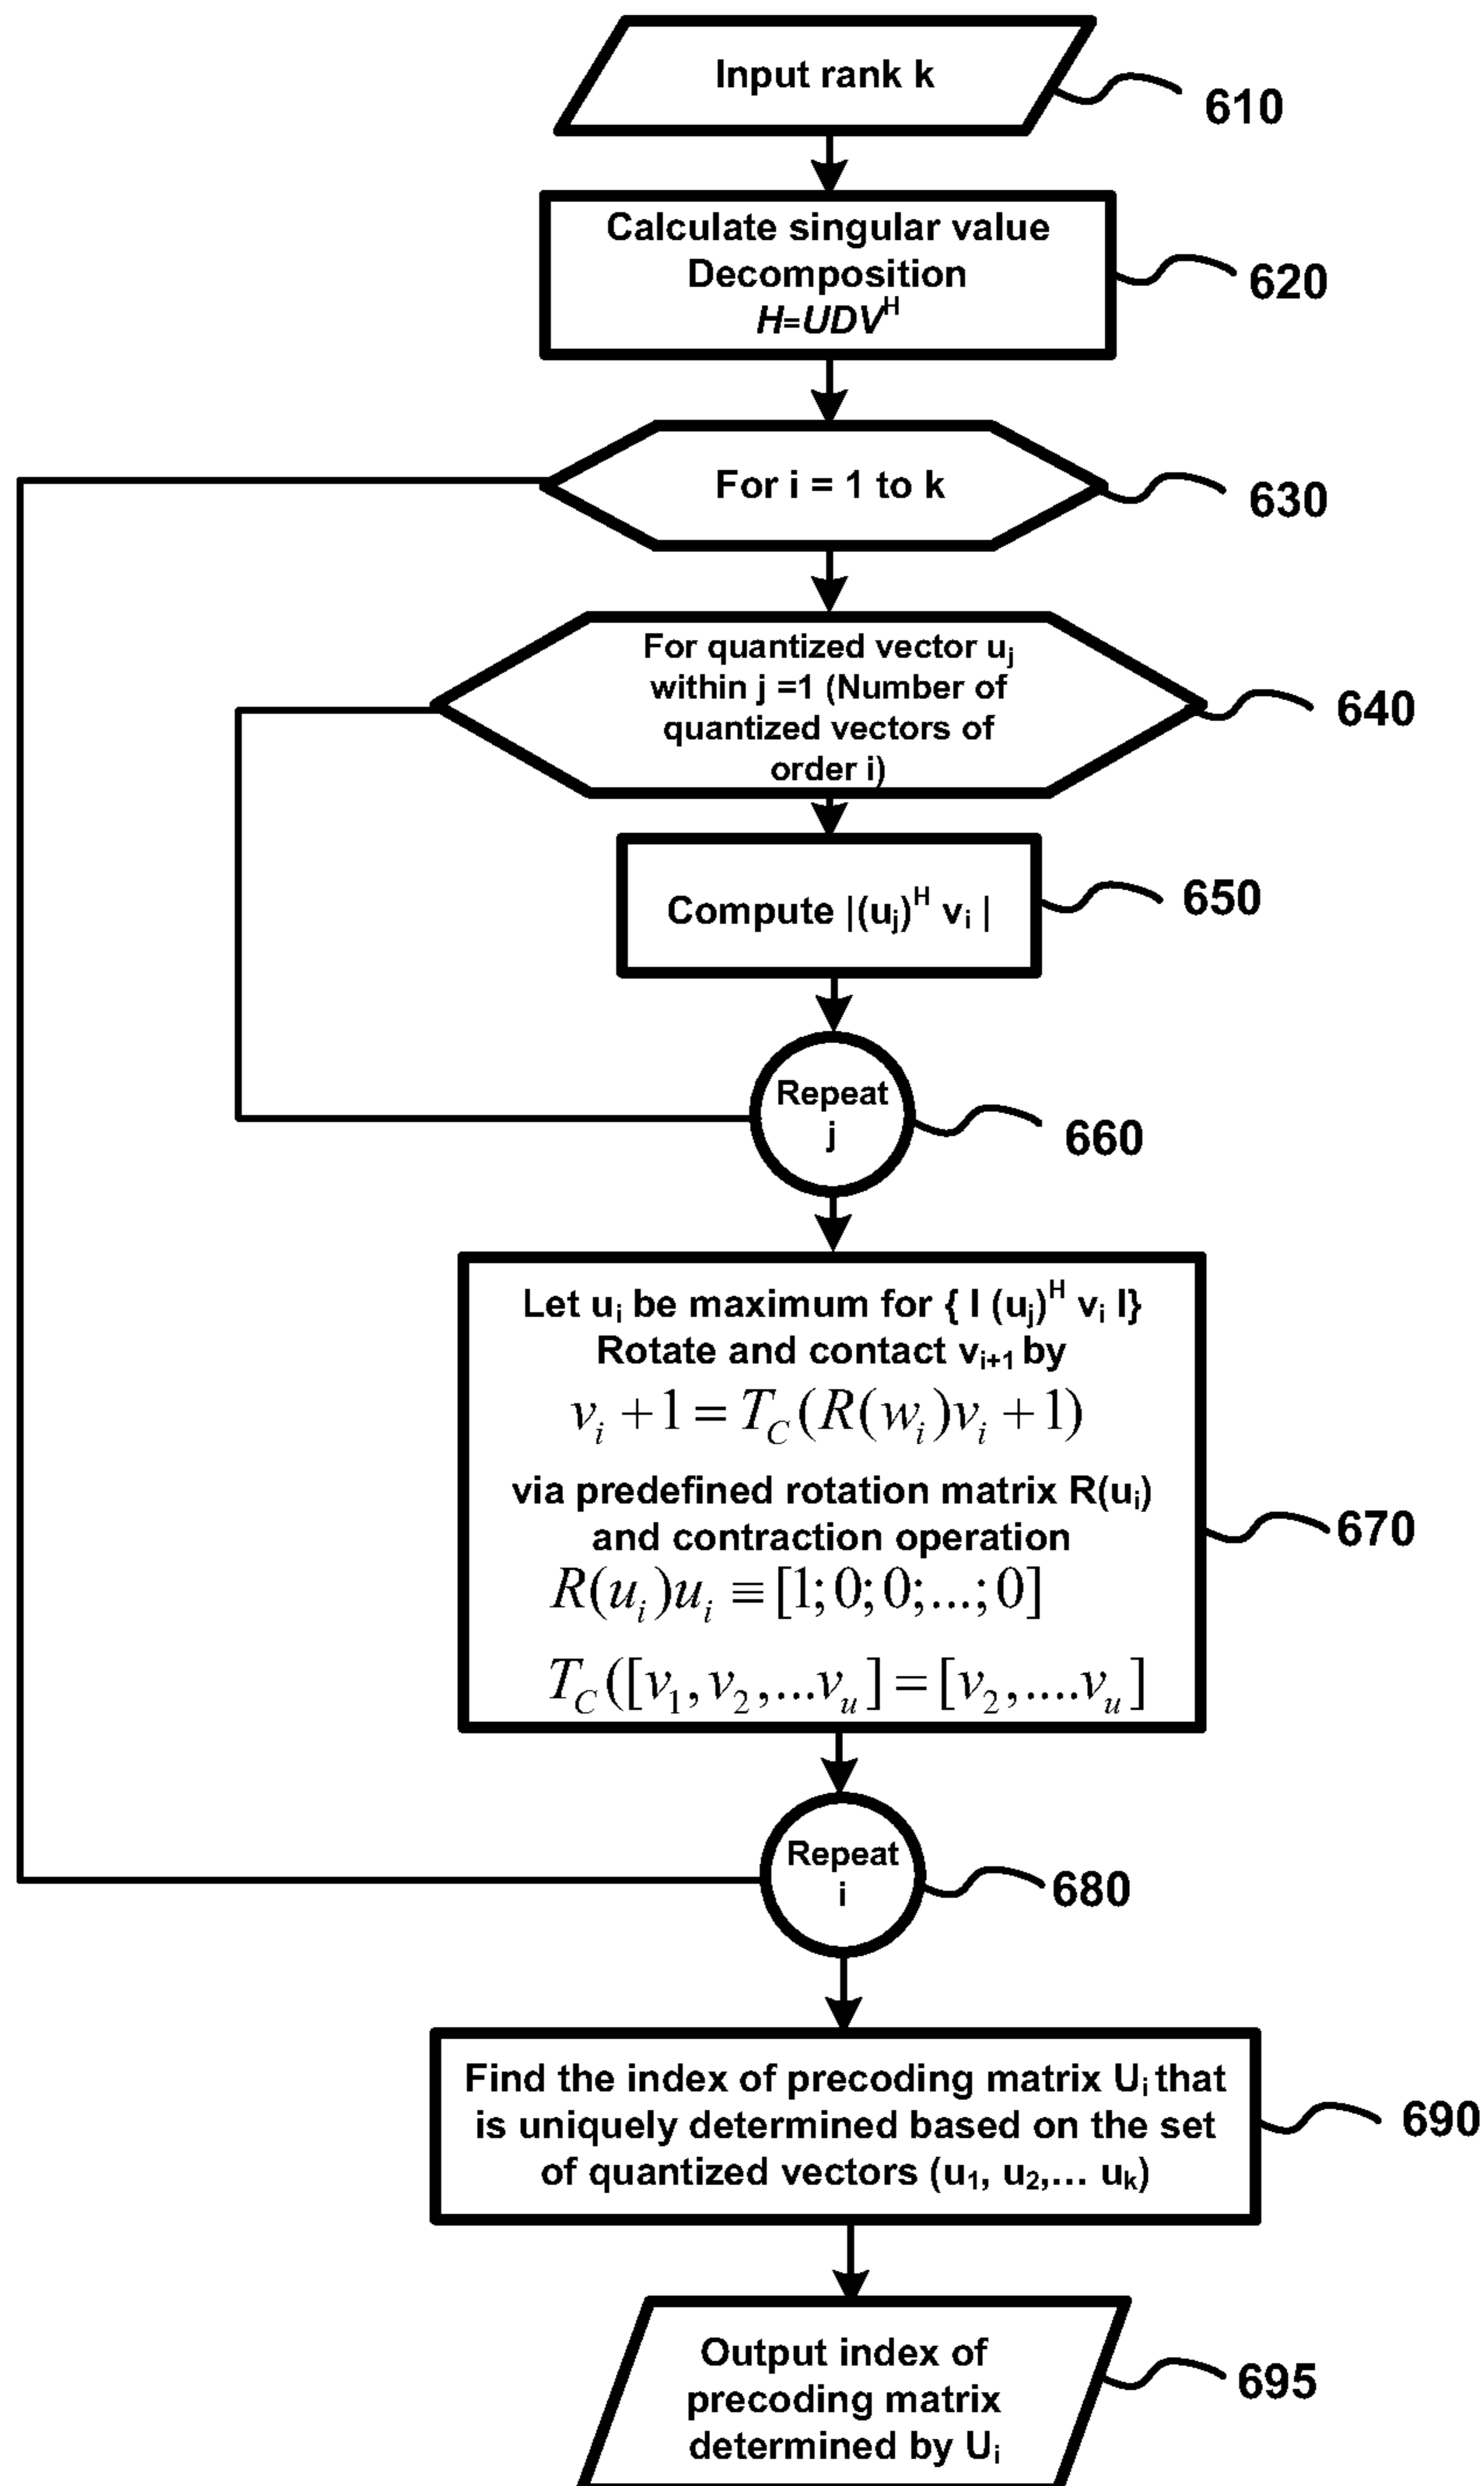 Input rank k
610
Calculate singular value
Decomposition
H=UDV^H
620
For i = 1 to k
630
For quantized vector u_j
within j =1 (Number of
quantized vectors of
order i)
640
Compute |(u_j)^H v_i |
650
Repeat
j
660
Let u_i be maximum for { I (u_j)^H v_i I}
Rotate and contact v_{i+1} by
v_i + 1 = T_C(R(w_i)v_i + 1)
via predefined rotation matrix R(u_i)
and contraction operation
R(u_i)u_i ≡ [1;0;0;...;0]
T_C([v_1, v_2,...v_u] = [v_2,....v_u]
670
Repeat
i
680
Find the index of precoding matrix U_i that
is uniquely determined based on the set
of quantized vectors (u_1, u_2,... u_k)
690
Output index of
precoding matrix
determined by U_i
695